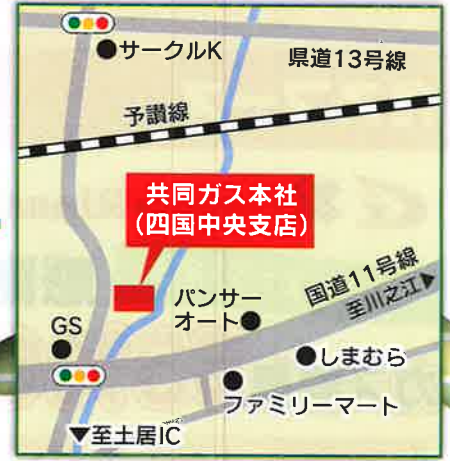 サークルK
県道13号線
予讃線
共同ガス本社
(四国中央支店)
国道11号線
至川之江▶
パンサー
オート
GS
しまむら
ファミリーマート
▼至土居IC